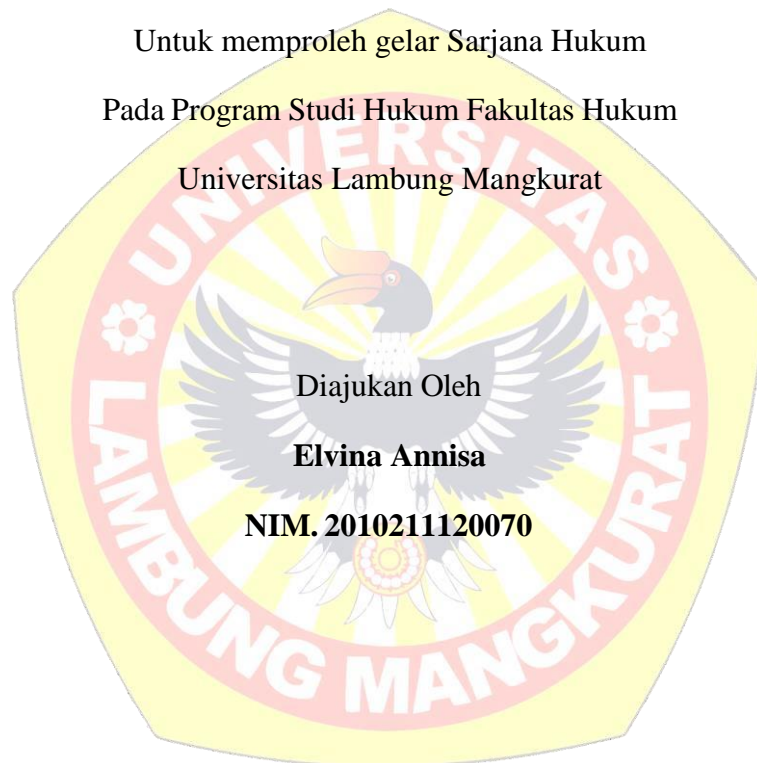 Untuk memproleh gelar Sarjana Hukum
Pada Program Studi Hukum Fakultas Hukum
Universitas Lambung Mangkurat
UNIVERSITAS
Diajukan Oleh
Elvina Annisa
NIM. 2010211120070
LAMBUNG MANGKURAT